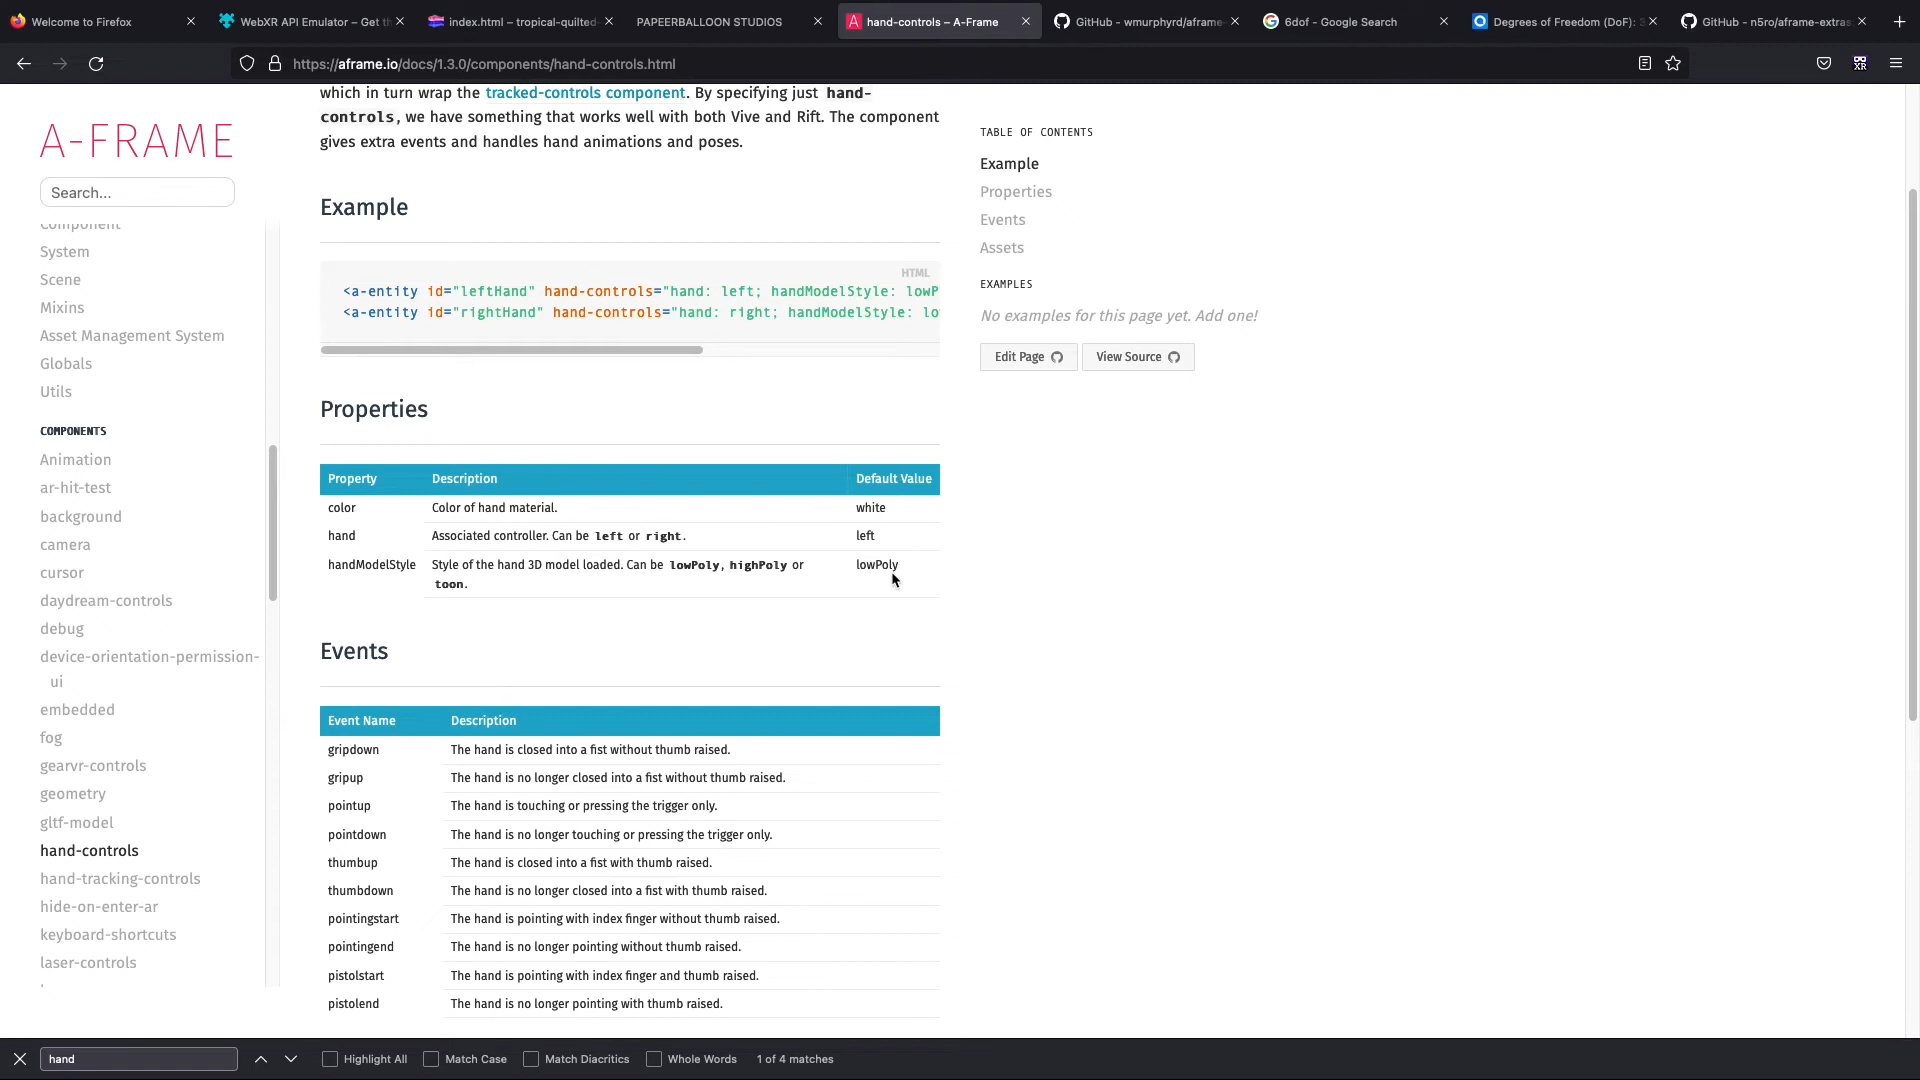 Welcome to Firefox
WebXR API Emulator – Get th
index.html – tropical-quilted-
PAPEERBALLOON STUDIOS
hand-controls – A-Frame
GitHub - wmurphyrd/aframe-
6dof - Google Search
Degrees of Freedom (DoF): 3
GitHub - n5ro/aframe-extras
https://aframe.io/docs/1.3.0/components/hand-controls.html
A-FRAME
Search...
System
Scene
Mixins
Asset Management System
Globals
Utils
COMPONENTS
Animation
ar-hit-test
background
camera
cursor
daydream-controls
debug
device-orientation-permission-
ui
embedded
fog
gearvr-controls
geometry
gltf-model
hand-controls
hand-tracking-controls
hide-on-enter-ar
keyboard-shortcuts
laser-controls
which in turn wrap the tracked-controls component. By specifying just hand-
controls, we have something that works well with both Vive and Rift. The component
gives extra events and handles hand animations and poses.
Example
HTML
<a-entity id="leftHand" hand-controls="hand: left; handModelStyle: lowP
<a-entity id="rightHand" hand-controls="hand: right; handModelStyle: lo
Properties
Property Description Default Value
color Color of hand material. white
hand Associated controller. Can be left or right. left
handModelStyle Style of the hand 3D model loaded. Can be lowPoly, highPoly or lowPoly
toon.
Events
Event Name Description
gripdown The hand is closed into a fist without thumb raised.
gripup The hand is no longer closed into a fist without thumb raised.
pointup The hand is touching or pressing the trigger only.
pointdown The hand is no longer touching or pressing the trigger only.
thumbup The hand is closed into a fist with thumb raised.
thumbdown The hand is no longer closed into a fist with thumb raised.
pointingstart The hand is pointing with index finger without thumb raised.
pointingend The hand is no longer pointing without thumb raised.
pistolstart The hand is pointing with index finger and thumb raised.
pistolend The hand is no longer pointing with thumb raised.
TABLE OF CONTENTS
Example
Properties
Events
Assets
EXAMPLES
No examples for this page yet. Add one!
Edit Page
View Source
hand
Highlight All
Match Case
Match Diacritics
Whole Words
1 of 4 matches